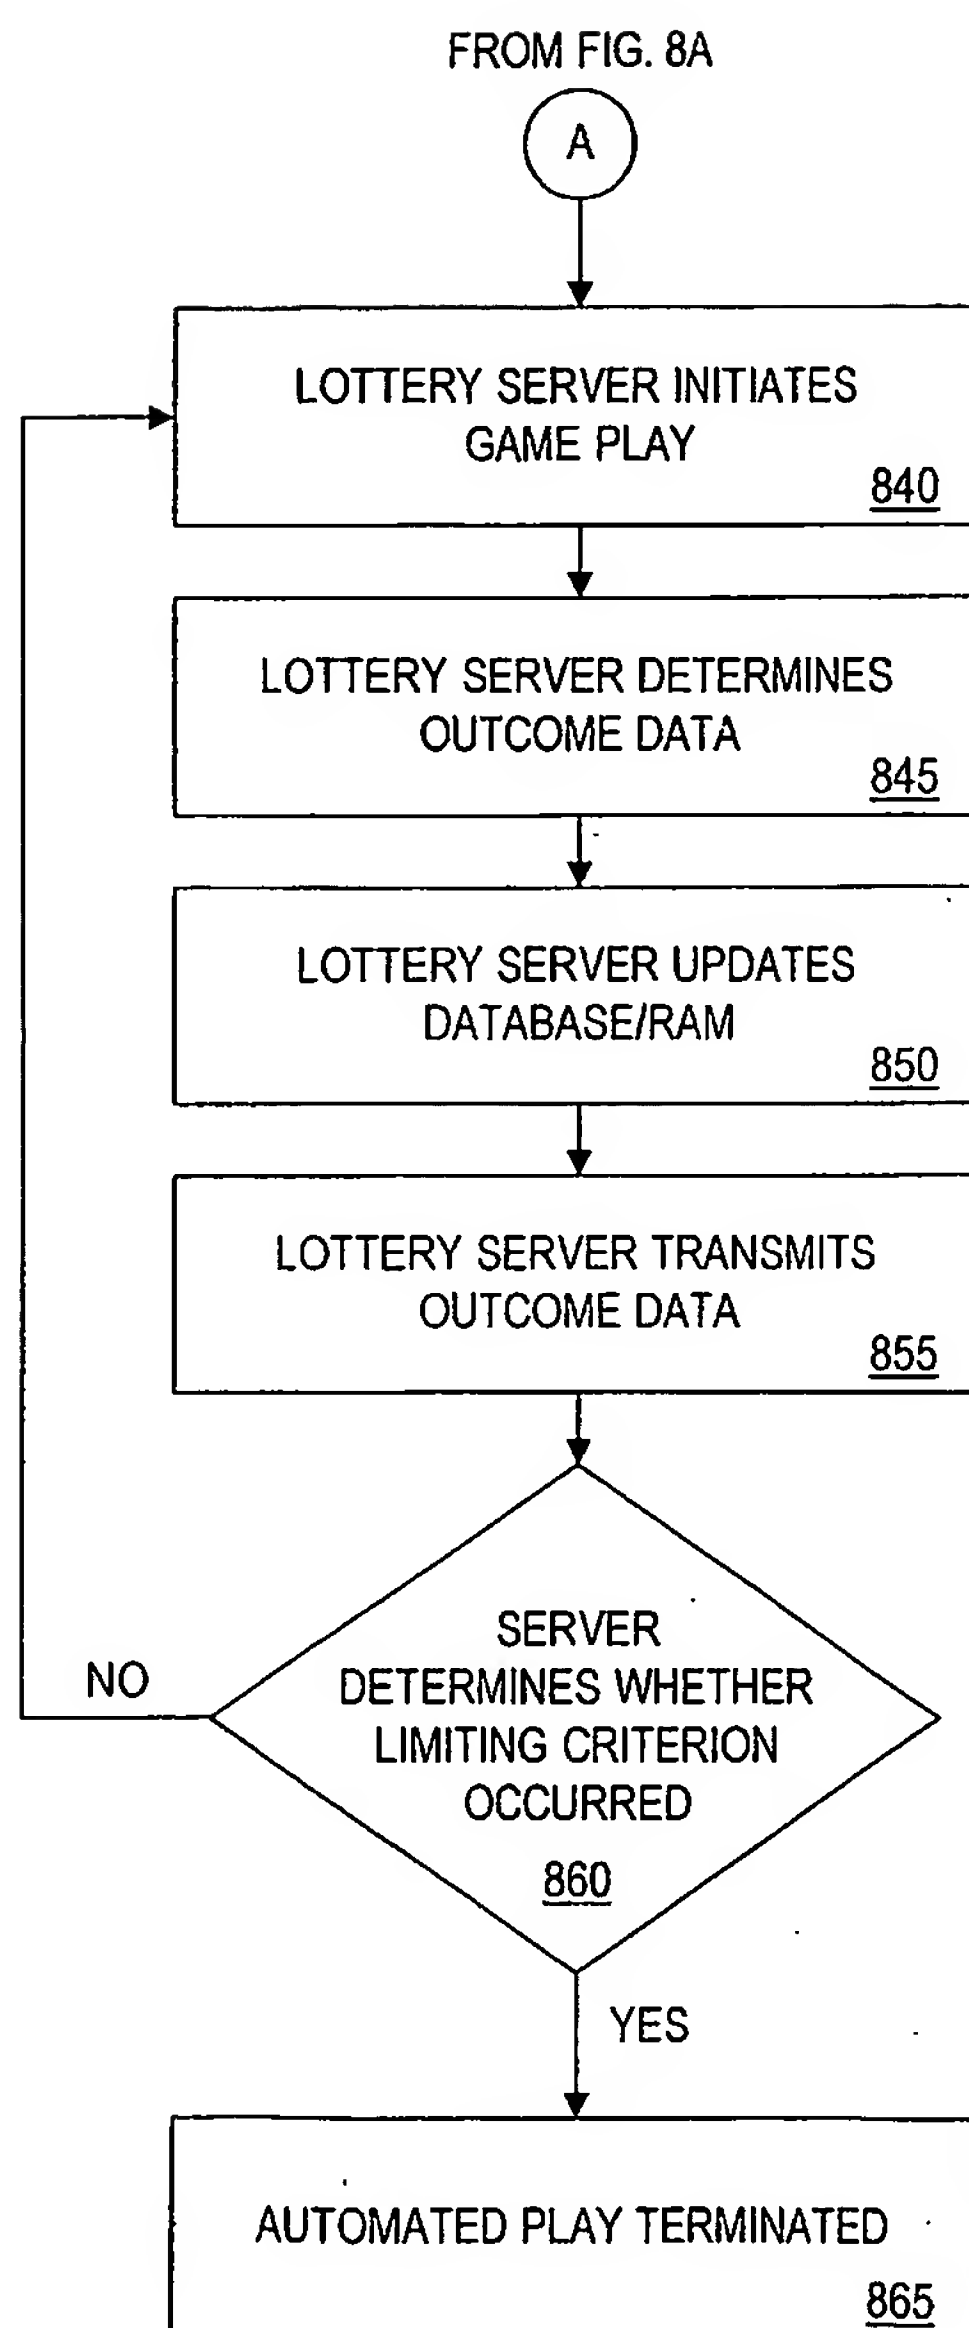 FROM FIG. 8A
A
LOTTERY SERVER INITIATES
GAME PLAY
840
LOTTERY SERVER DETERMINES
OUTCOME DATA
845
LOTTERY SERVER UPDATES
DATABASE/RAM
850
LOTTERY SERVER TRANSMITS
OUTCOME DATA
855
SERVER
DETERMINES WHETHER
LIMITING CRITERION
OCCURRED
860
NO
YES
AUTOMATED PLAY TERMINATED
865